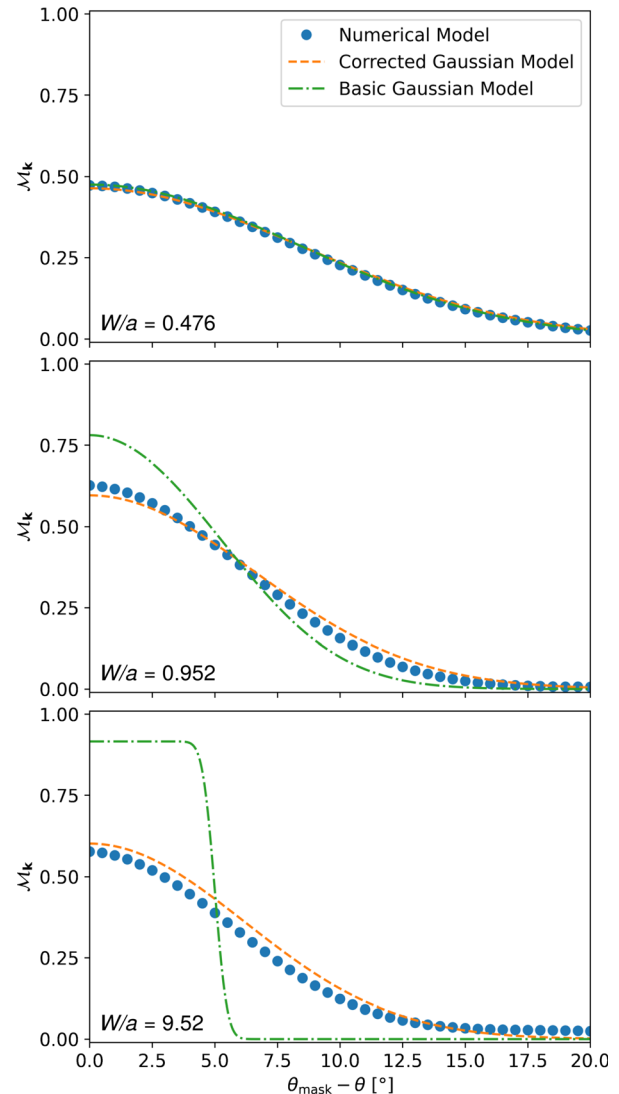 1.00
Numerical Model
Corrected Gaussian Model
Basic Gaussian Model
0.75
0.50
0.25
0.00
ℳ𝐤
W/a = 0.476
1.00
0.75
0.50
0.25
0.00
ℳ𝐤
W/a = 0.952
1.00
0.75
0.50
0.25
0.00
ℳ𝐤
W/a = 9.52
0.0 2.5 5.0 7.5 10.0 12.5 15.0 17.5 20.0
θmask − θ [°]